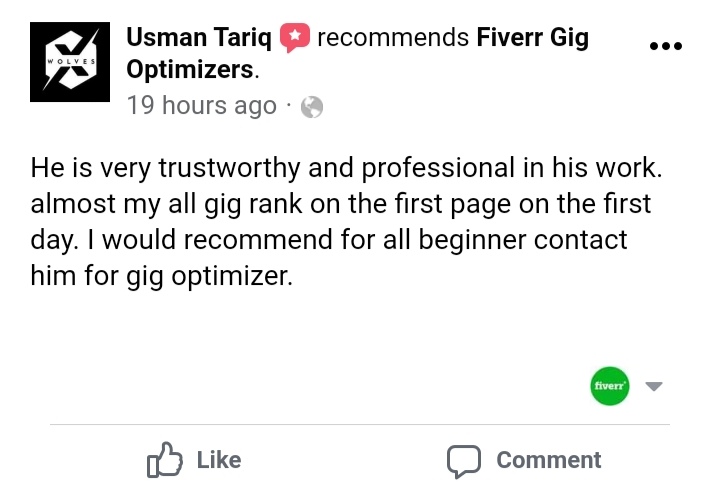 WOLVES
Usman Tariq recommends Fiverr Gig
Optimizers.
19 hours ago ·
He is very trustworthy and professional in his work.
almost my all gig rank on the first page on the first
day. I would recommend for all beginner contact
him for gig optimizer.
fiverr
Like
Comment